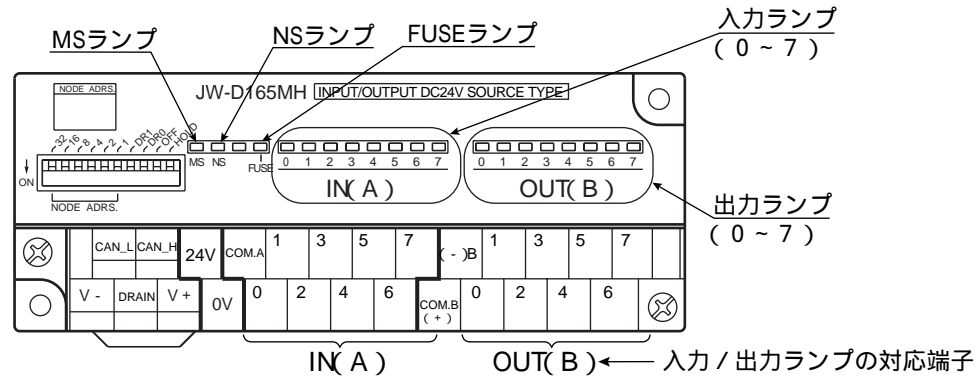 MSランプ
NSランプ
FUSEランプ
入力ランプ
( 0 ~ 7 )
NODE ADRS.
JW-D165MH INPUT/OUTPUT DC24V SOURCE TYPE
32 16 8 4 2 1 DR1 DR0 OFF HOLD
MS NS FUSE
0 1 2 3 4 5 6 7
0 1 2 3 4 5 6 7
ON
IN( A )
OUT( B )
NODE ADRS.
出力ランプ
( 0 ~ 7 )
CAN_L CAN_H 24V COM.A 1 3 5 7 ( - )B 1 3 5 7
V - DRAIN V + 0V 0 2 4 6 COM.B ( + ) 0 2 4 6
IN( A )
OUT( B )
入力 / 出力ランプの対応端子